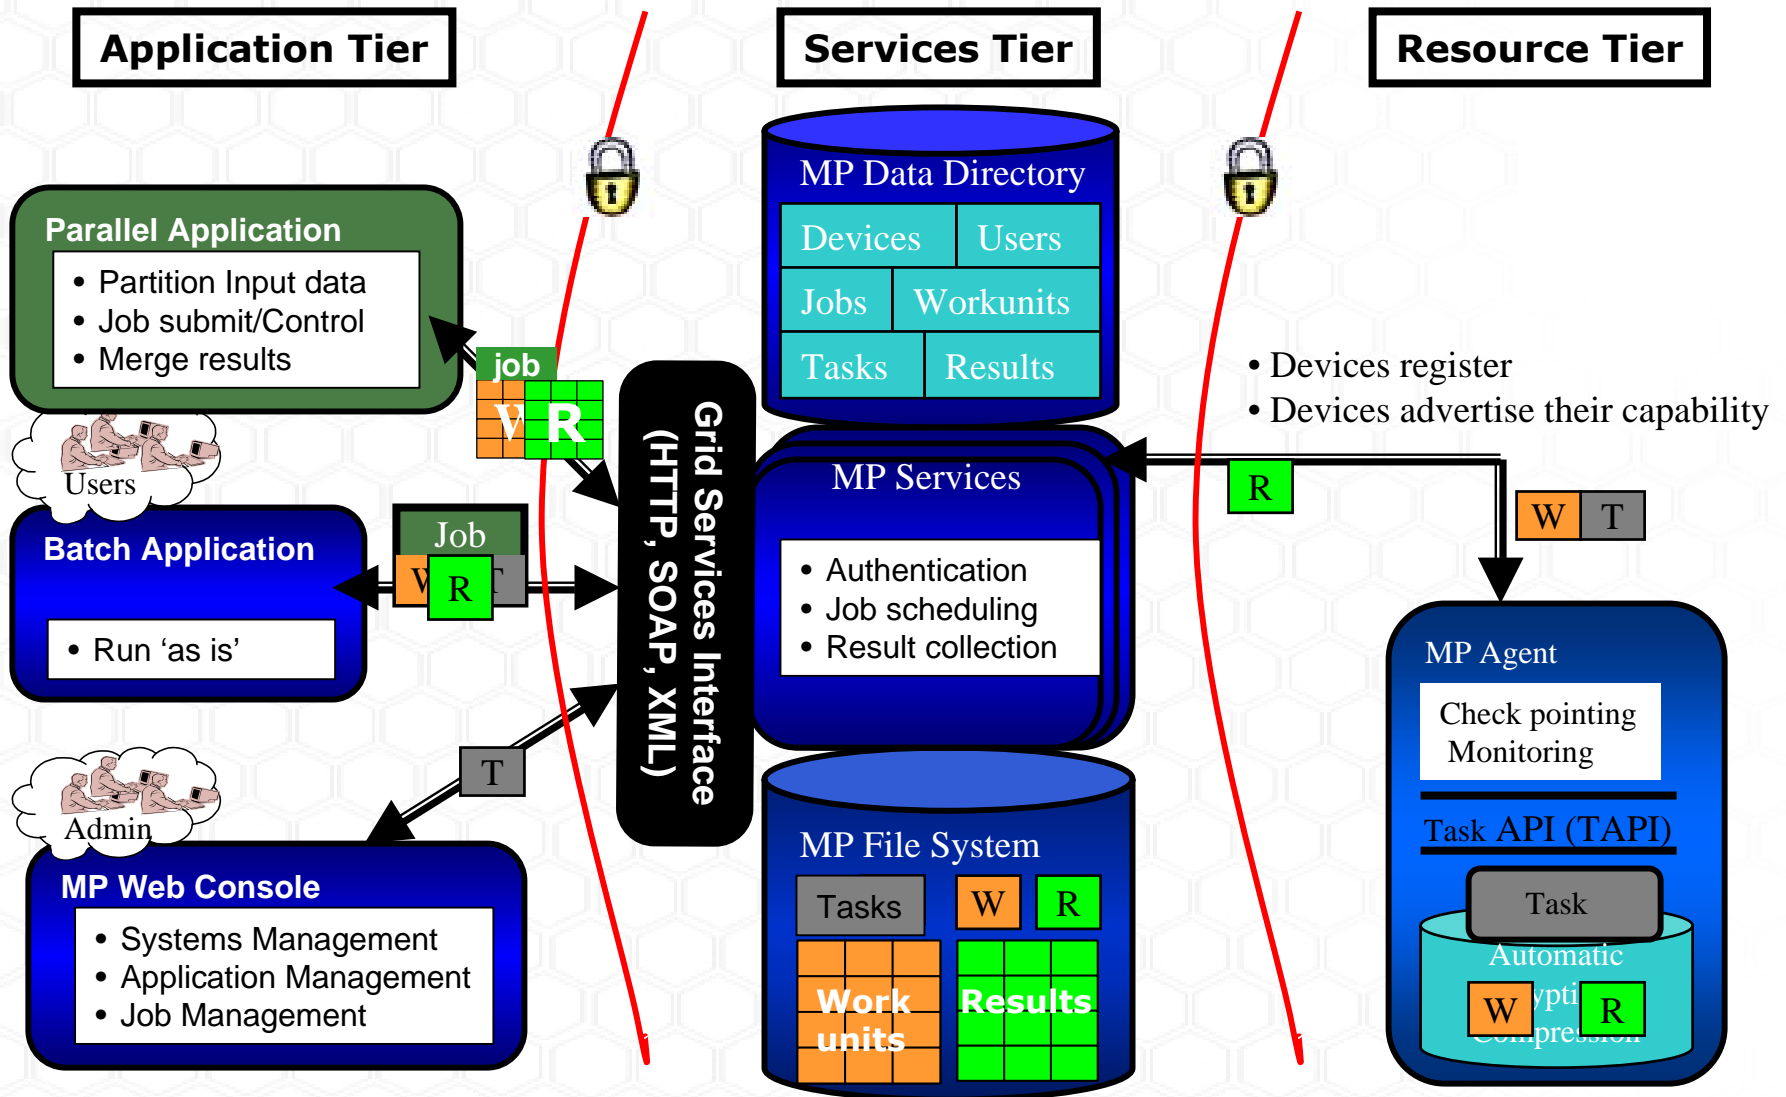 Application Tier
Services Tier
Resource Tier
Parallel Application
• Partition Input data
• Job submit/Control
• Merge results
job
R
Users
Batch Application
• Run ‘as is’
Job
R
T
Admin
MP Web Console
• Systems Management
• Application Management
• Job Management
Grid Services Interface
(HTTP, SOAP, XML)
MP Data Directory
Devices
Users
Jobs
Workunits
Tasks
Results
MP Services
• Authentication
• Job scheduling
• Result collection
MP File System
Tasks
W
R
Work
units
Results
• Devices register
• Devices advertise their capability
R
W
T
MP Agent
Check pointing
Monitoring
Task API (TAPI)
Task
Automatic
W
R